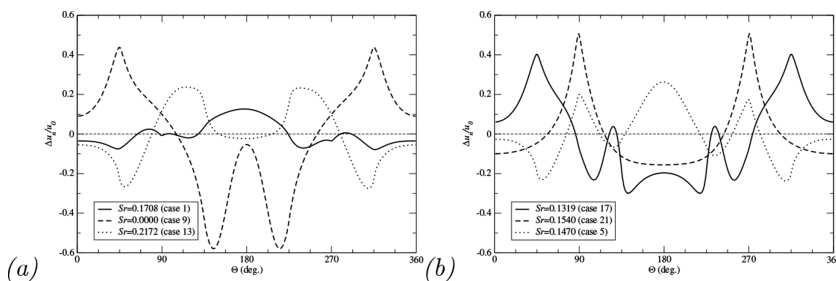 0.6
0.4
0.2
0
0.2
0.4
0.6
Δu/u₀
0 90 180 270 360
Θ (deg.)
Sr=0.1708 (case 1)
Sr=0.0000 (case 9)
Sr=0.2172 (case 13)
(a)
0.6
0.4
0.2
0
0.2
0.4
0.6
Δu/u₀
0 90 180 270 36
Θ (deg.)
Sr=0.1319 (case 17)
Sr=0.1540 (case 21)
Sr=0.1470 (case 5)
(b)